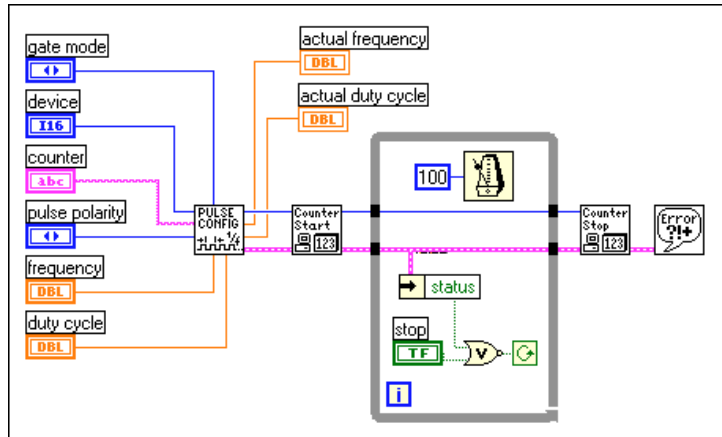 gate mode
device
I16
counter
abc
pulse polarity
frequency
DBL
duty cycle
DBL
actual frequency
DBL
actual duty cycle
DBL
PULSE
CONFIG
Counter
Start
123
100
status
stop
TF
V
i
Counter
Stop
123
Error
?!+